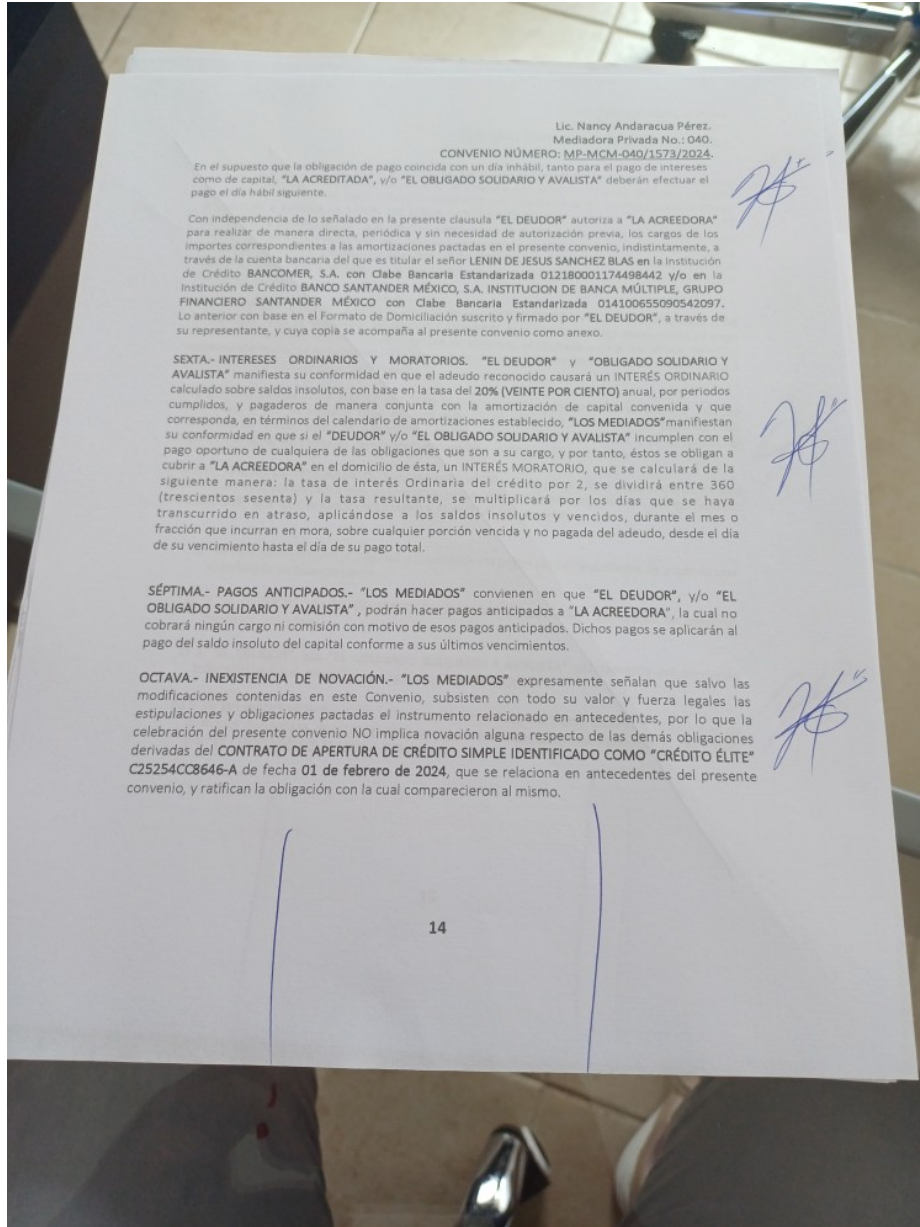 Lic. Nancy Andaracua Pérez.
Mediadora Privada No.: 040.
CONVENIO NÚMERO: MP-MCM-040/1573/2024.
En el supuesto que la obligación de pago coincida con un día inhábil, tanto para el pago de intereses
como de capital, "LA ACREDITADA", y/o "EL OBLIGADO SOLIDARIO Y AVALISTA" deberán efectuar el
pago el día hábil siguiente.
Con independencia de lo señalado en la presente clausula "EL DEUDOR" autoriza a "LA ACREEDORA"
para realizar de manera directa, periódica y sin necesidad de autorización previa, los cargos de los
importes correspondientes a las amortizaciones pactadas en el presente convenio, indistintamente, a
través de la cuenta bancaria del que es titular el señor LENIN DE JESUS SANCHEZ BLAS en la Institución
de Crédito BANCOMER, S.A. con Clabe Bancaria Estandarizada 012180001174498442 y/o en la
Institución de Crédito BANCO SANTANDER MÉXICO, S.A. INSTITUCION DE BANCA MÚLTIPLE, GRUPO
FINANCIERO SANTANDER MÉXICO con Clabe Bancaria Estandarizada 014100655090542097.
Lo anterior con base en el Formato de Domiciliación suscrito y firmado por "EL DEUDOR", a través de
su representante, y cuya copia se acompaña al presente convenio como anexo.
SEXTA.- INTERESES ORDINARIOS Y MORATORIOS. "EL DEUDOR" y "OBLIGADO SOLIDARIO Y
AVALISTA" manifiesta su conformidad en que el adeudo reconocido causará un INTERÉS ORDINARIO
calculado sobre saldos insolutos, con base en la tasa del 20% (VEINTE POR CIENTO) anual, por periodos
cumplidos, y pagaderos de manera conjunta con la amortización de capital convenida y que
corresponda, en términos del calendario de amortizaciones establecido, "LOS MEDIADOS"manifiestan
su conformidad en que si el "DEUDOR" y/o "EL OBLIGADO SOLIDARIO Y AVALISTA" incumplen con el
pago oportuno de cualquiera de las obligaciones que son a su cargo, y por tanto, éstos se obligan a
cubrir a "LA ACREEDORA" en el domicilio de ésta, un INTERÉS MORATORIO, que se calculará de la
siguiente manera: la tasa de interés Ordinaria del crédito por 2, se dividirá entre 360
(trescientos sesenta) y la tasa resultante, se multiplicará por los días que se haya
transcurrido en atraso, aplicándose a los saldos insolutos y vencidos, durante el mes o
fracción que incurran en mora, sobre cualquier porción vencida y no pagada del adeudo, desde el día
de su vencimiento hasta el día de su pago total.
SÉPTIMA.- PAGOS ANTICIPADOS.- "LOS MEDIADOS" convienen en que "EL DEUDOR", y/o "EL
OBLIGADO SOLIDARIO Y AVALISTA" , podrán hacer pagos anticipados a "LA ACREEDORA", la cual no
cobrará ningún cargo ni comisión con motivo de esos pagos anticipados. Dichos pagos se aplicarán al
pago del saldo insoluto del capital conforme a sus últimos vencimientos.
OCTAVA.- INEXISTENCIA DE NOVACIÓN.- "LOS MEDIADOS" expresamente señalan que salvo las
modificaciones contenidas en este Convenio, subsisten con todo su valor y fuerza legales las
estipulaciones y obligaciones pactadas el instrumento relacionado en antecedentes, por lo que la
celebración del presente convenio NO implica novación alguna respecto de las demás obligaciones
derivadas del CONTRATO DE APERTURA DE CRÉDITO SIMPLE IDENTIFICADO COMO "CRÉDITO ÉLITE"
C25254CC8646-A de fecha 01 de febrero de 2024, que se relaciona en antecedentes del presente
convenio, y ratifican la obligación con la cual comparecieron al mismo.
14